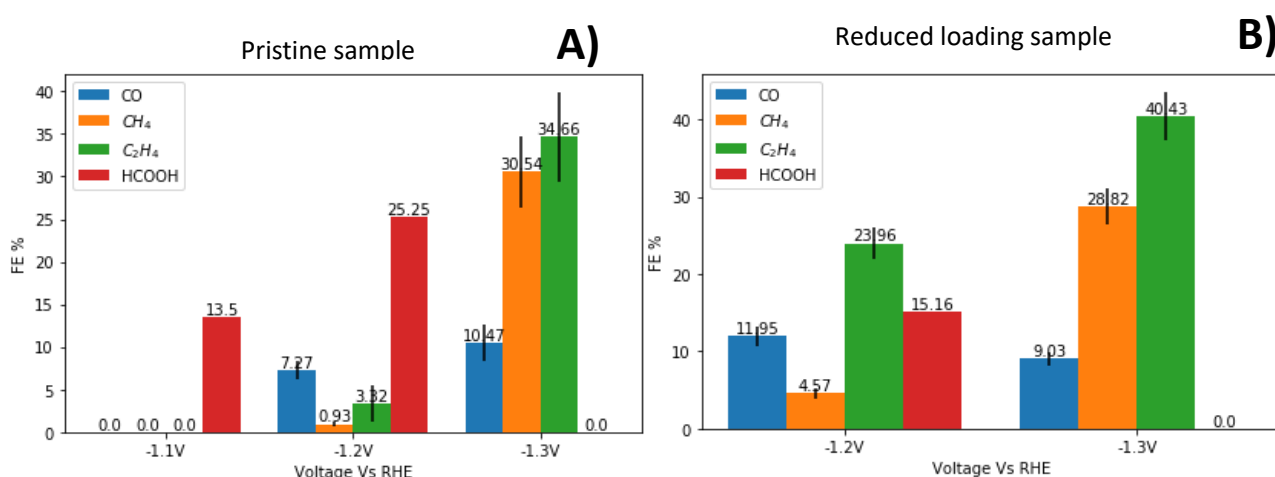 Pristine sample
A)
CO
CH₄
C₂H₄
HCOOH
FE %
40
35
30
25
20
15
10
5
0
0.0
0.0
0.0
13.5
7.27
0.93
3.32
25.25
10.47
30.54
34.66
0.0
-1.1V
-1.2V
-1.3V
Voltage Vs RHE
Reduced loading sample
B)
CO
CH₄
C₂H₄
HCOOH
FE %
40
30
20
10
0
11.95
4.57
23.96
15.16
9.03
28.82
40.43
0.0
-1.2V
-1.3V
Voltage Vs RHE